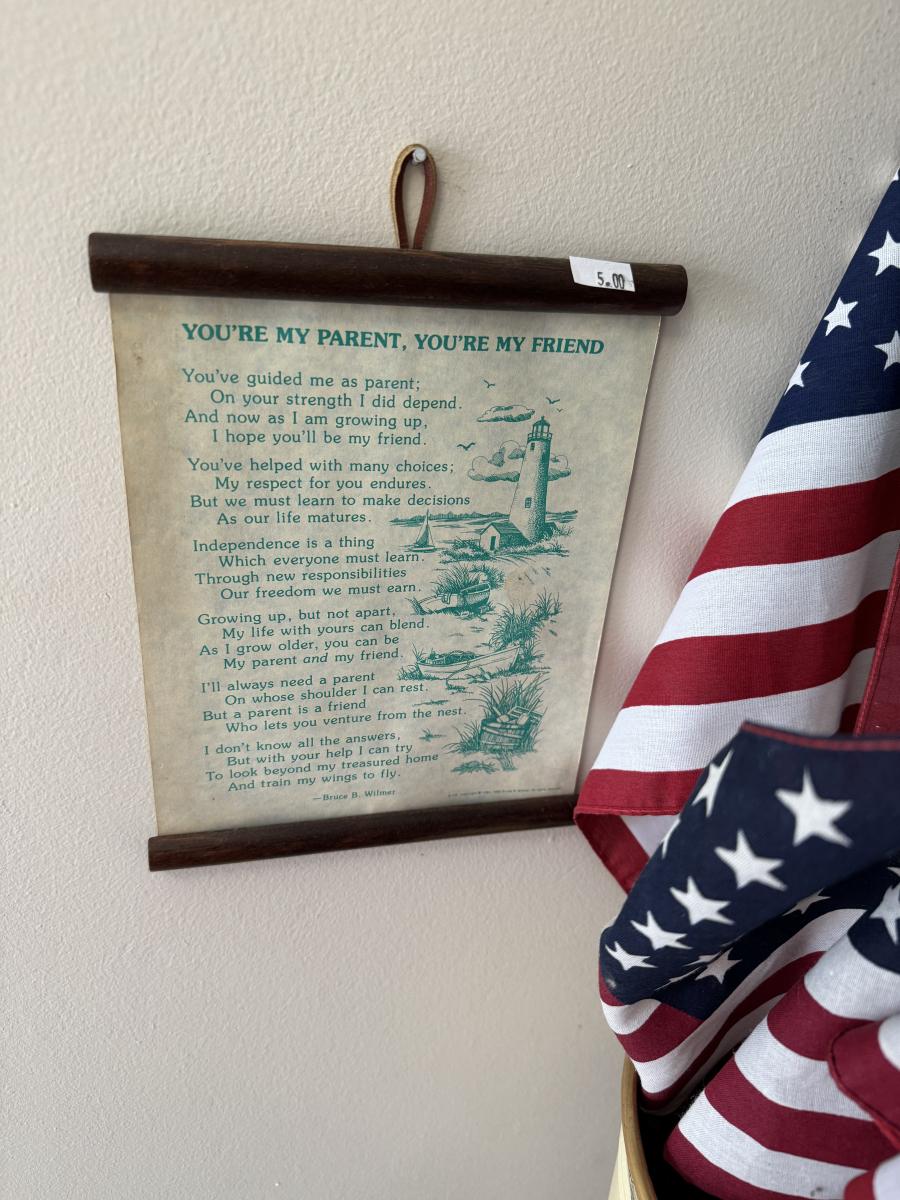 5.00
YOU'RE MY PARENT, YOU'RE MY FRIEND
You've guided me as parent;
On your strength I did depend.
And now as I am growing up,
I hope you'll be my friend.
You've helped with many choices;
My respect for you endures.
But we must learn to make decisions
As our life matures.
Independence is a thing
Which everyone must learn.
Through new responsibilities
Our freedom we must earn.
Growing up, but not apart,
My life with yours can blend.
As I grow older, you can be
My parent and my friend.
I'll always need a parent
On whose shoulder I can rest.
But a parent is a friend
Who lets you venture from the nest.
I don't know all the answers,
But with your help I can try
To look beyond my treasured home
And train my wings to fly.
—Bruce B. Wilmer